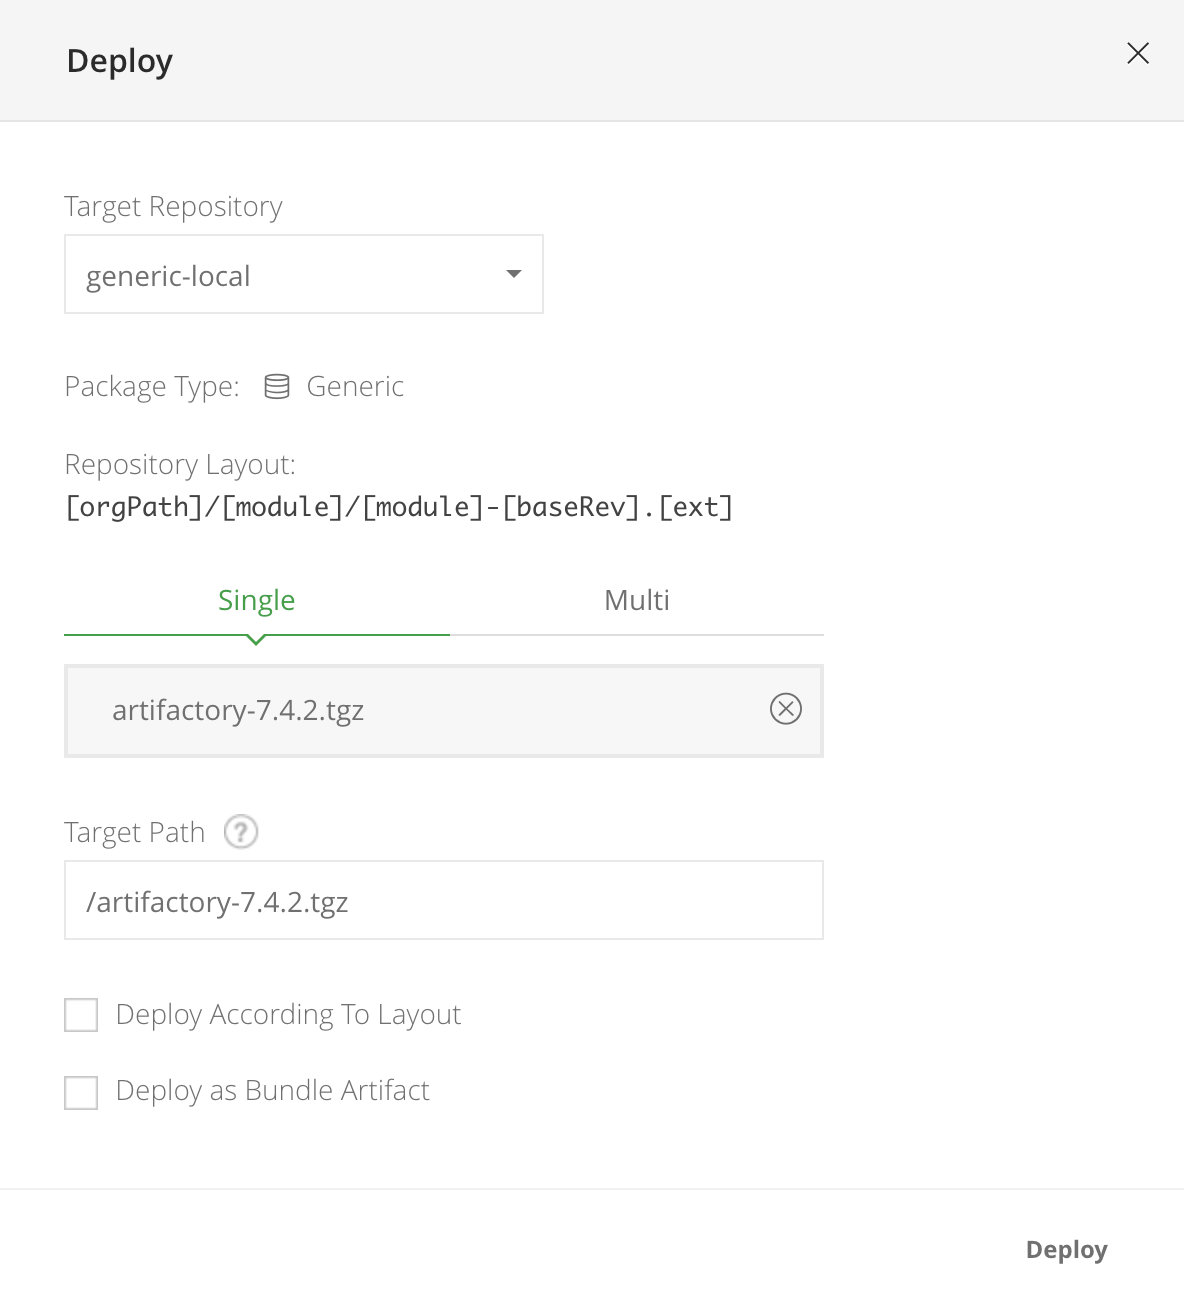 Deploy
Target Repository
generic-local
Package Type: Generic
Repository Layout:
[orgPath]/[module]/[module]-[baseRev].[ext]
Single Multi
artifactory-7.4.2.tgz
Target Path ?
/artifactory-7.4.2.tgz
Deploy According To Layout
Deploy as Bundle Artifact
Deploy